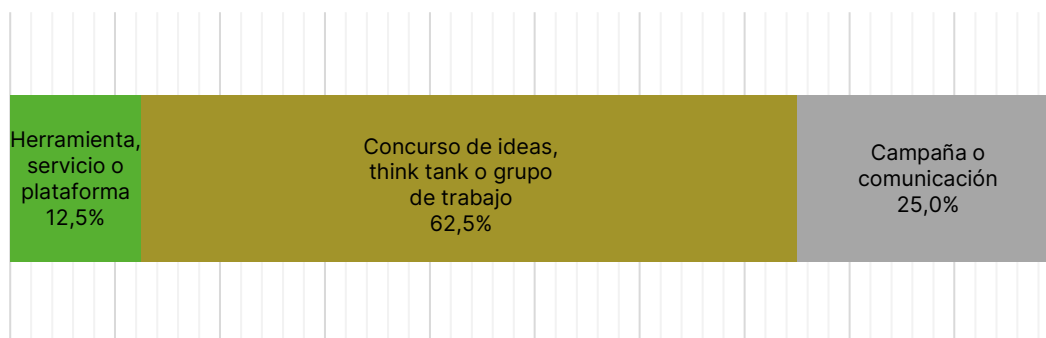 Herramienta,
servicio o
plataforma
12,5%
Concurso de ideas,
think tank o grupo
de trabajo
62,5%
Campaña o
comunicación
25,0%